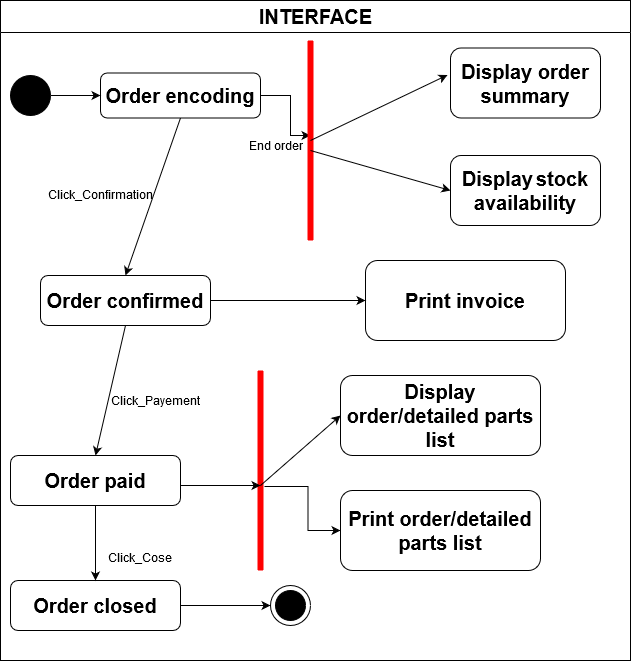 INTERFACE
Order encoding
Display order
summary
End order
Display stock
availability
Click_Confirmation
Order confirmed
Print invoice
Click_Payement
Display
order/detailed parts
list
Order paid
Print order/detailed
parts list
Click_Cose
Order closed